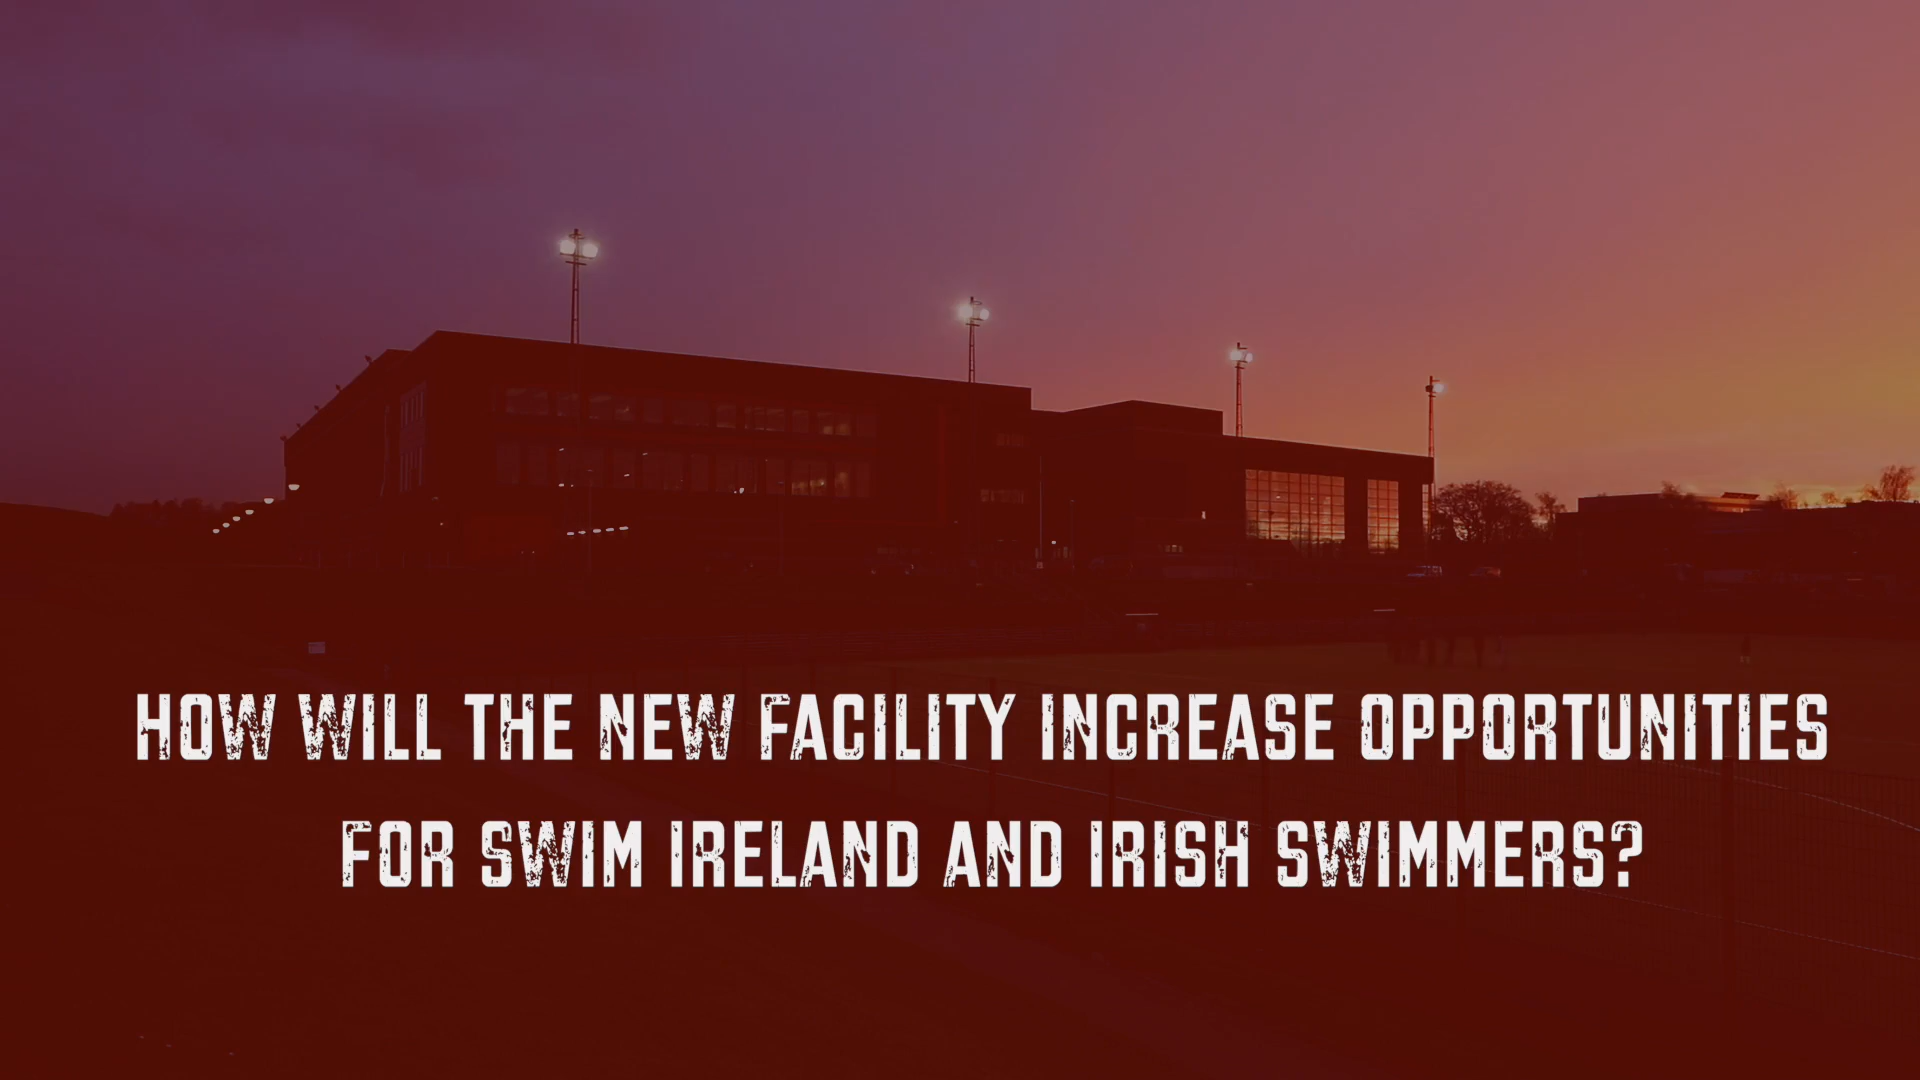 HOW WILL THE NEW FACILITY INCREASE OPPORTUNITIES
FOR SWIM IRELAND AND IRISH SWIMMERS?